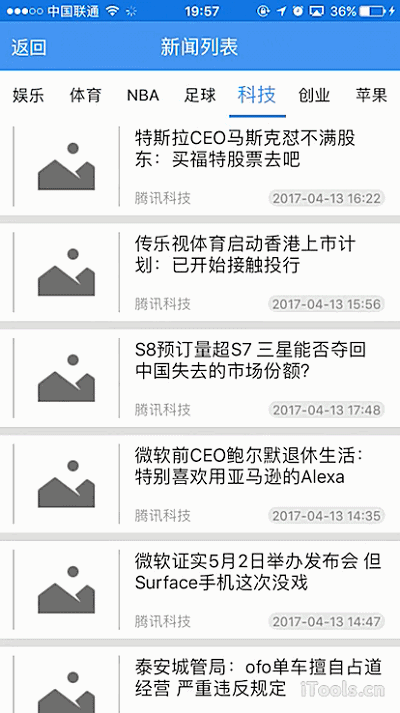 中国联通 19:57 36%
返回 新闻列表
娱乐 体育 NBA 足球 科技 创业 苹果
特斯拉CEO马斯克怼不满股
东：买福特股票去吧
腾讯科技 2017-04-13 16:22
传乐视体育启动香港上市计
划：已开始接触投行
腾讯科技 2017-04-13 15:56
S8预订量超S7 三星能否夺回
中国失去的市场份额?
腾讯科技 2017-04-13 17:48
微软前CEO鲍尔默退休生活：
特别喜欢用亚马逊的Alexa
腾讯科技 2017-04-13 14:35
微软证实5月2日举办发布会 但
Surface手机这次没戏
腾讯科技 2017-04-13 14:47
泰安城管局：ofo单车擅自占道
经营 严重违反规定
iTools.cn